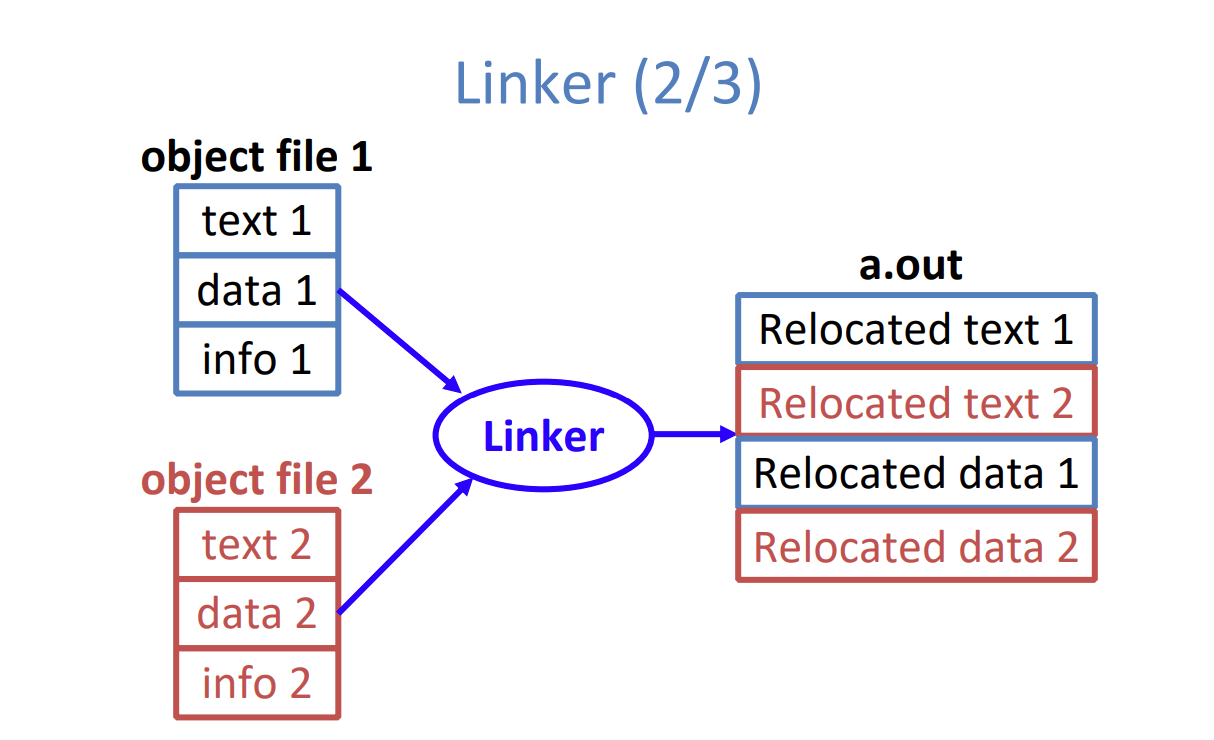 Linker (2/3)
object file 1
text 1
data 1
info 1
object file 2
text 2
data 2
info 2
Linker
a.out
Relocated text 1
Relocated text 2
Relocated data 1
Relocated data 2